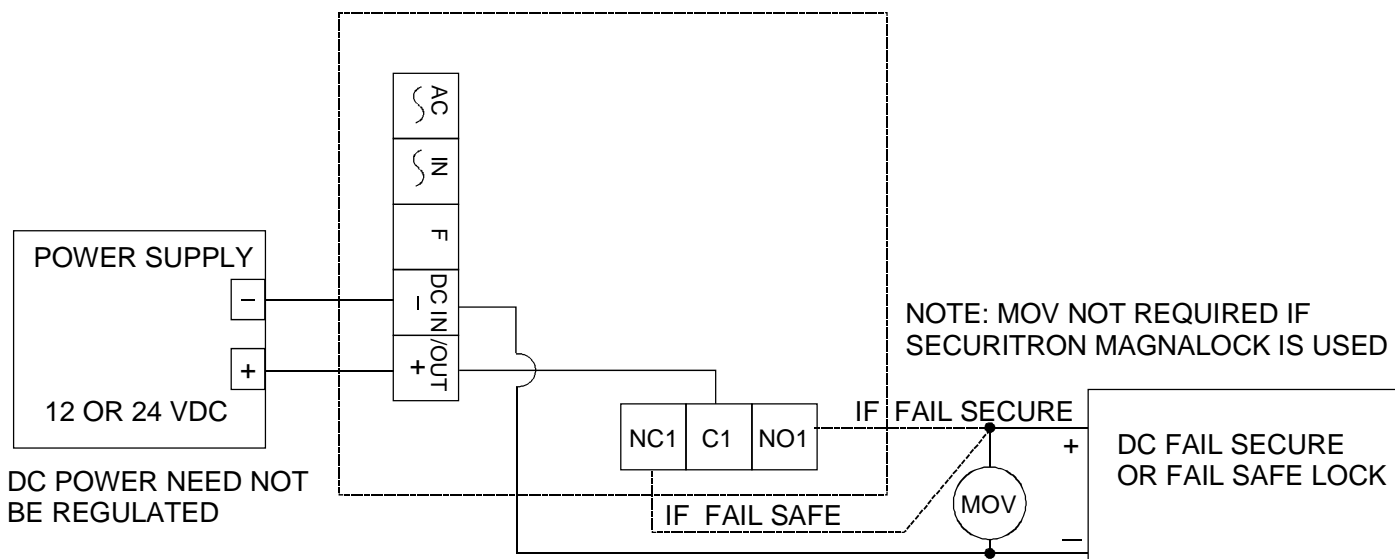 AC
IN
F
DC IN/OUT
−
+
POWER SUPPLY
−
+
12 OR 24 VDC
DC POWER NEED NOT
BE REGULATED
NOTE: MOV NOT REQUIRED IF
SECURITRON MAGNALOCK IS USED
NC1 C1 NO1
IF FAIL SECURE
IF FAIL SAFE
MOV
+
−
DC FAIL SECURE
OR FAIL SAFE LOCK